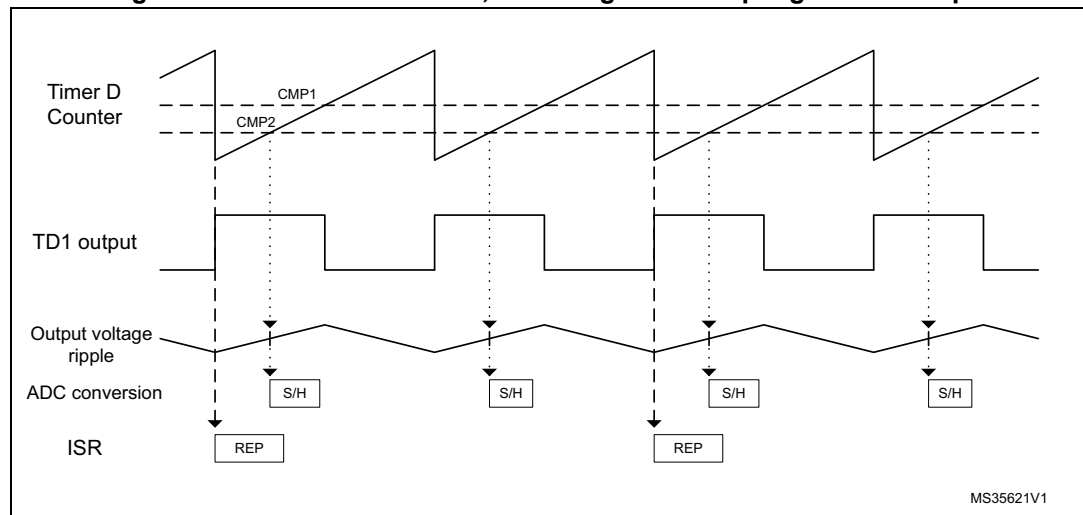 Timer D
Counter
CMP1
CMP2
TD1 output
Output voltage
ripple
ADC conversion
S/H
S/H
S/H
S/H
ISR
REP
REP
MS35621V1